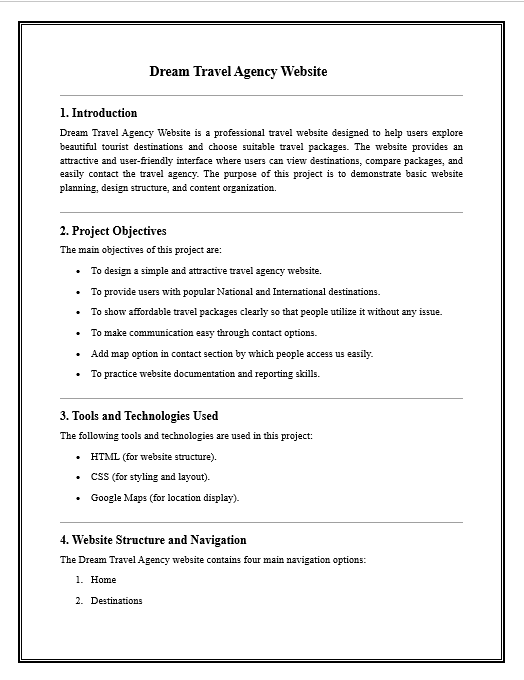 Dream Travel Agency Website
1. Introduction
Dream Travel Agency Website is a professional travel website designed to help users explore
beautiful tourist destinations and choose suitable travel packages. The website provides an
attractive and user-friendly interface where users can view destinations, compare packages, and
easily contact the travel agency. The purpose of this project is to demonstrate basic website
planning, design structure, and content organization.
2. Project Objectives
The main objectives of this project are:
• To design a simple and attractive travel agency website.
• To provide users with popular National and International destinations.
• To show affordable travel packages clearly so that people utilize it without any issue.
• To make communication easy through contact options.
• Add map option in contact section by which people access us easily.
• To practice website documentation and reporting skills.
3. Tools and Technologies Used
The following tools and technologies are used in this project:
• HTML (for website structure).
• CSS (for styling and layout).
• Google Maps (for location display).
4. Website Structure and Navigation
The Dream Travel Agency website contains four main navigation options:
1. Home
2. Destinations